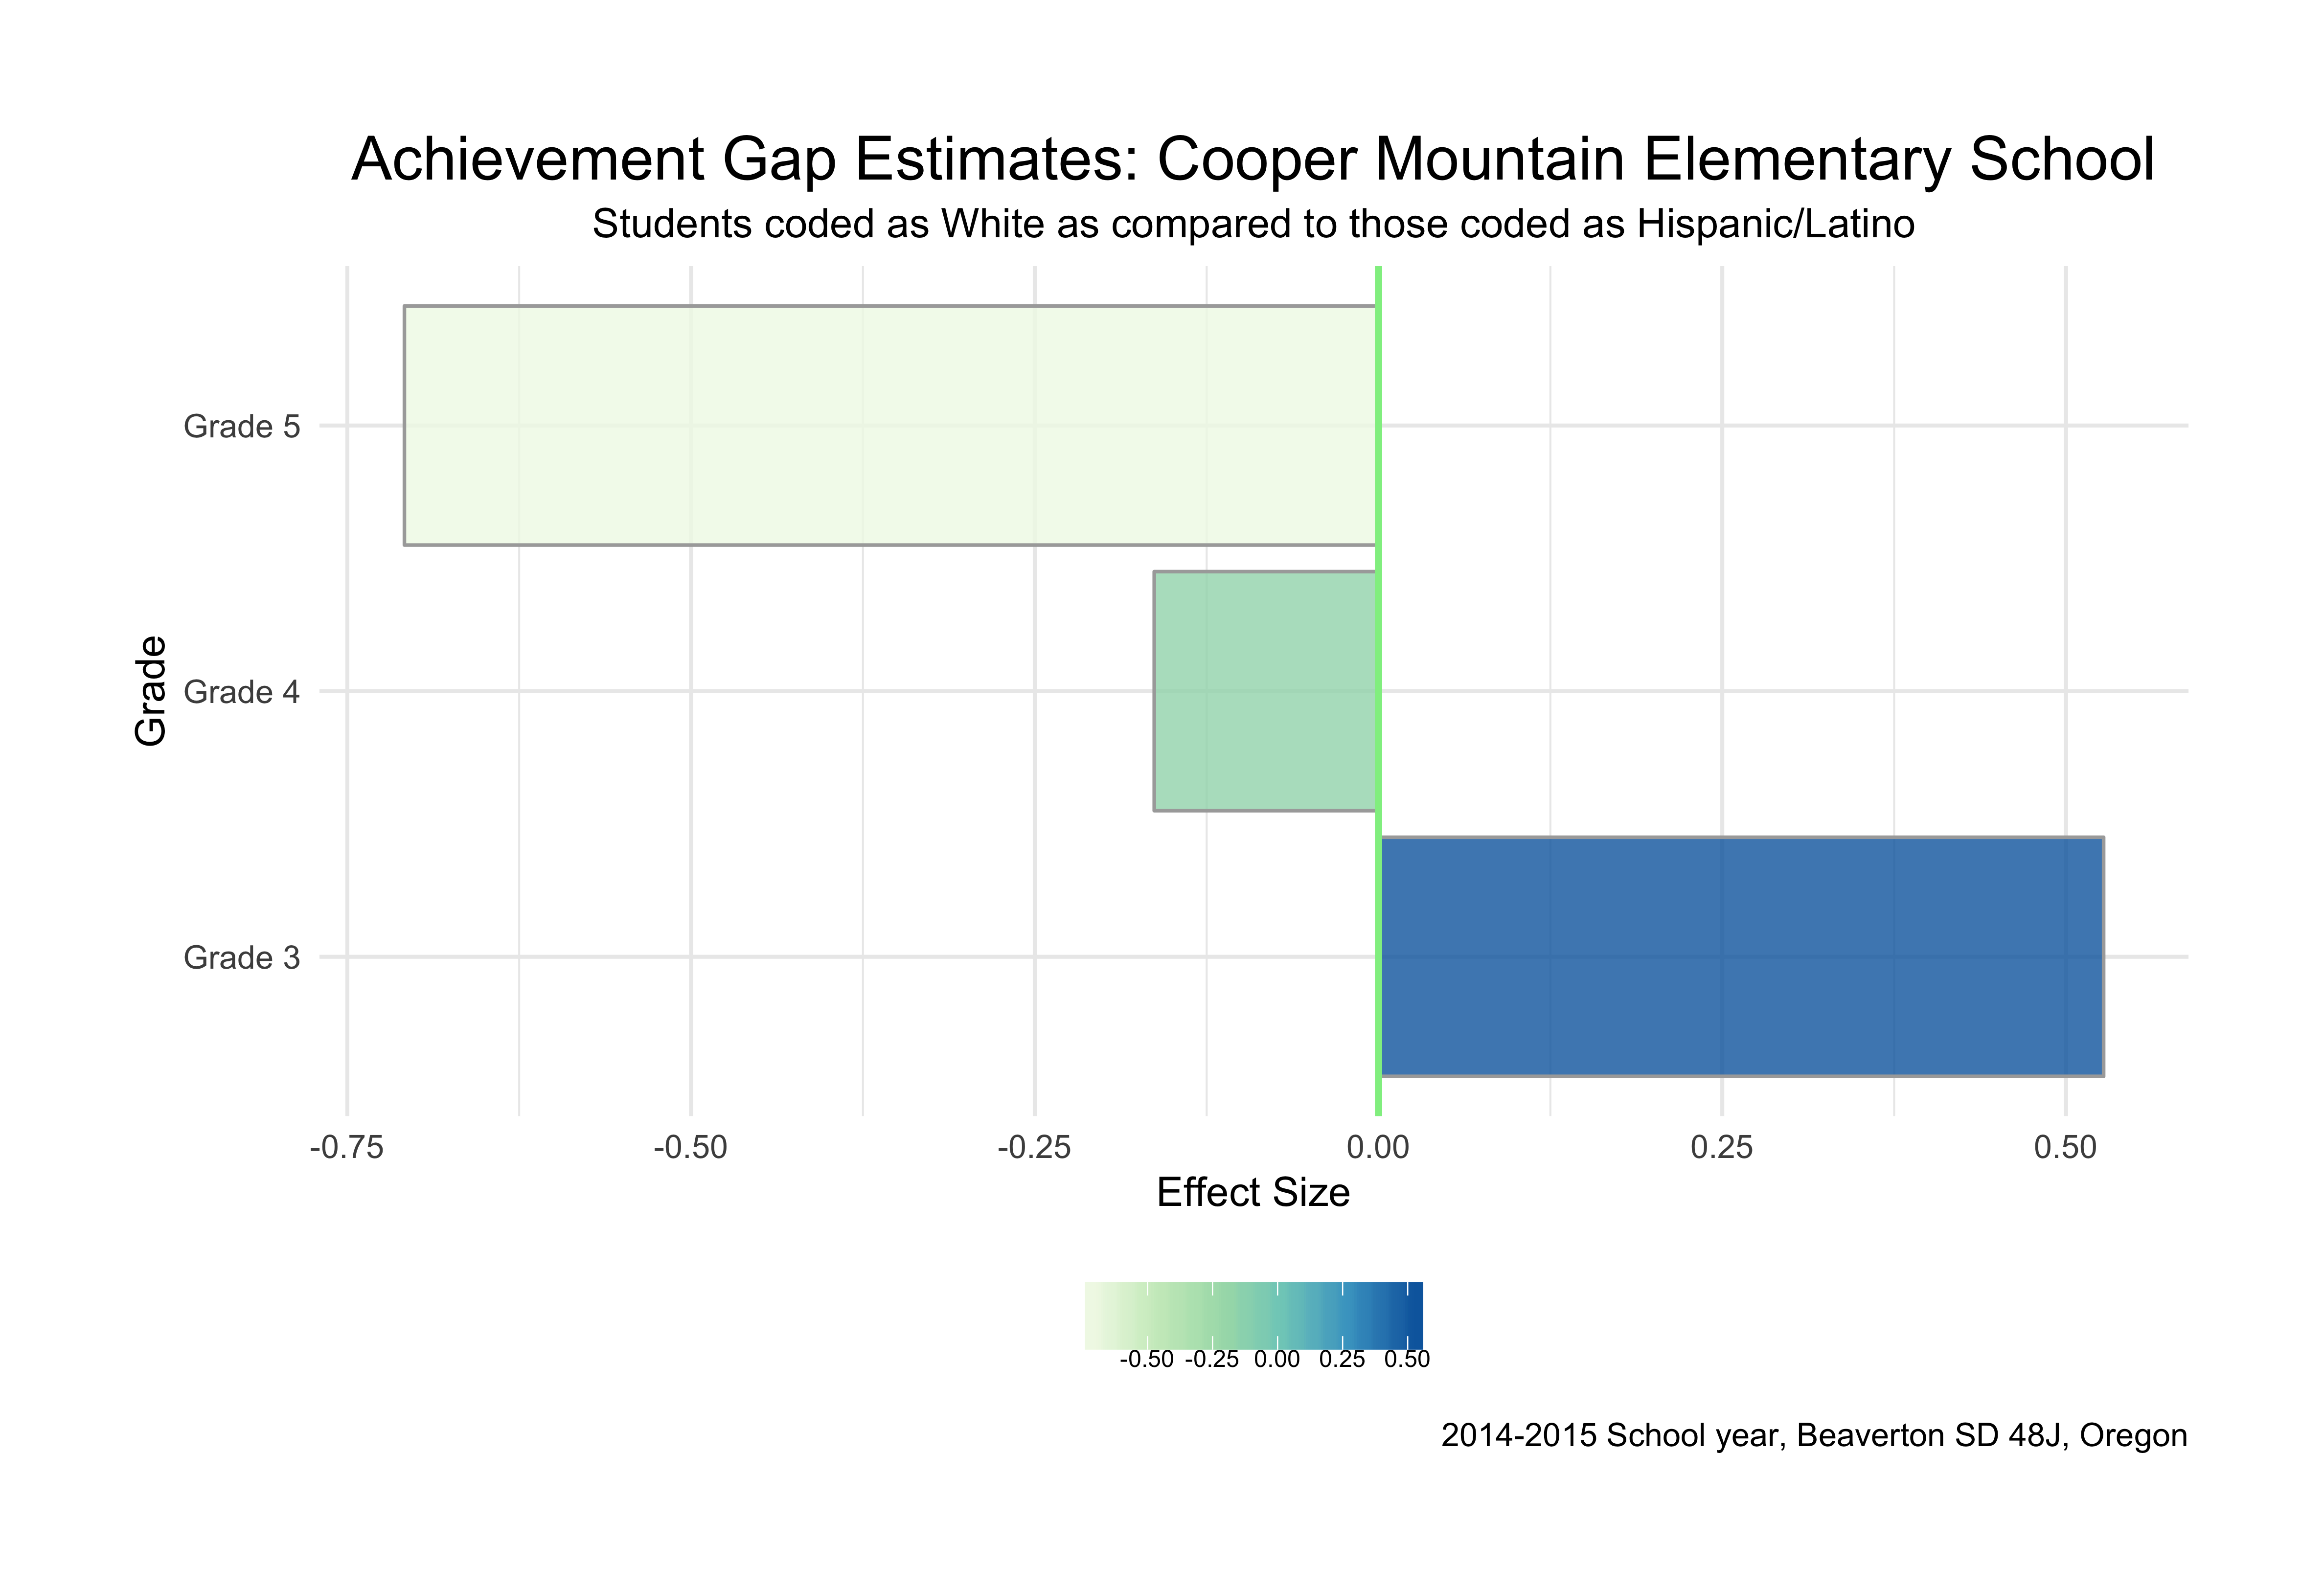 Achievement Gap Estimates: Cooper Mountain Elementary School
Students coded as White as compared to those coded as Hispanic/Latino
Grade
Grade 5
Grade 4
Grade 3
-0.75 -0.50 -0.25 0.00 0.25 0.50
Effect Size
-0.50 -0.25 0.00 0.25 0.50
2014-2015 School year, Beaverton SD 48J, Oregon